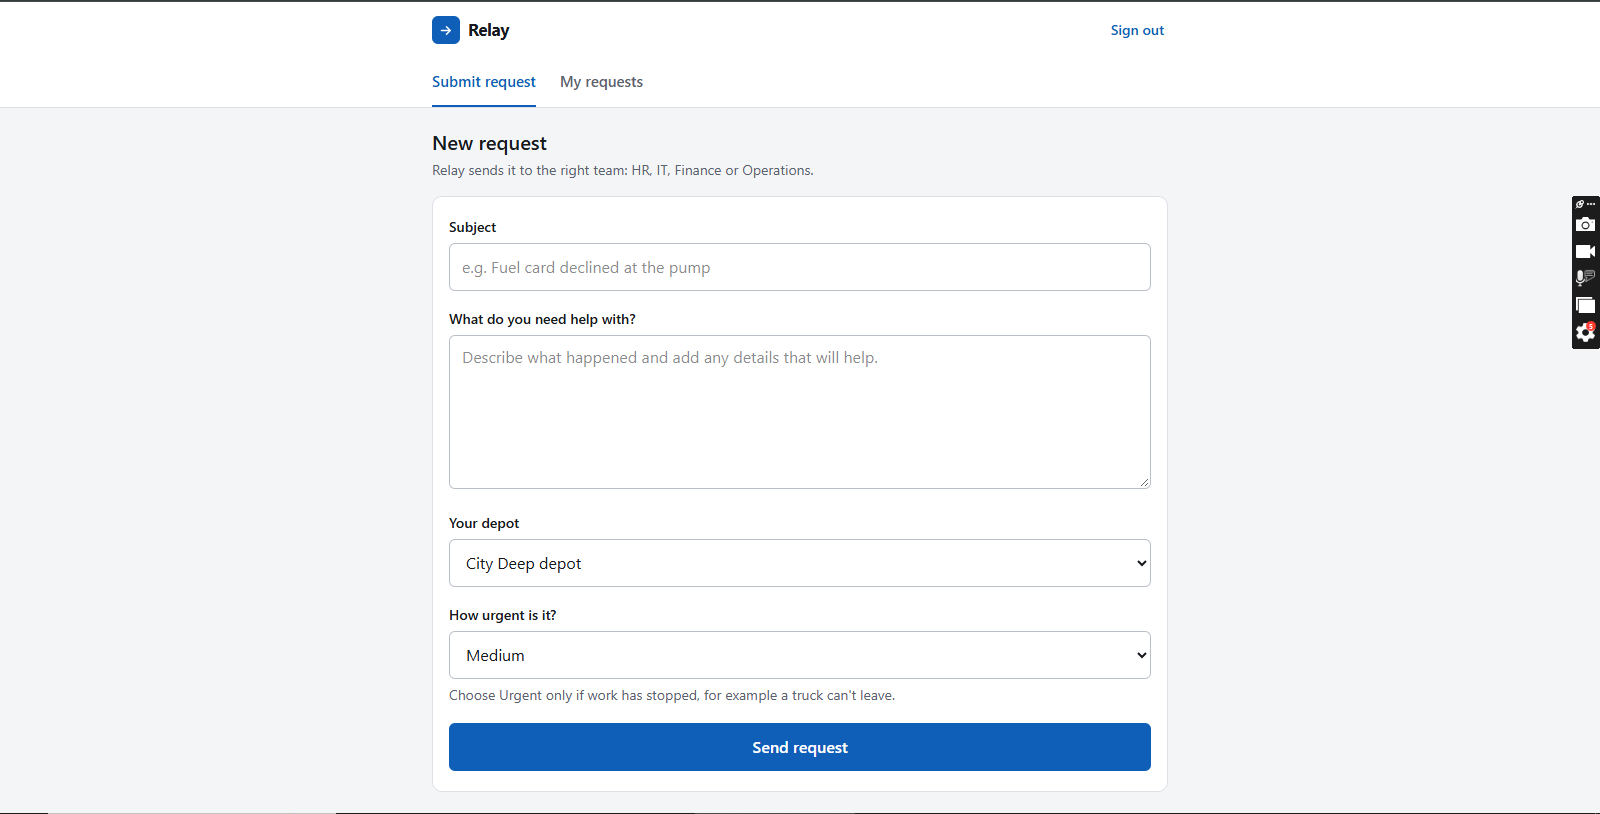 Relay
Sign out
Submit request
My requests
New request
Relay sends it to the right team: HR, IT, Finance or Operations.
Subject
e.g. Fuel card declined at the pump
What do you need help with?
Describe what happened and add any details that will help.
Your depot
City Deep depot
How urgent is it?
Medium
Choose Urgent only if work has stopped, for example a truck can't leave.
Send request
5